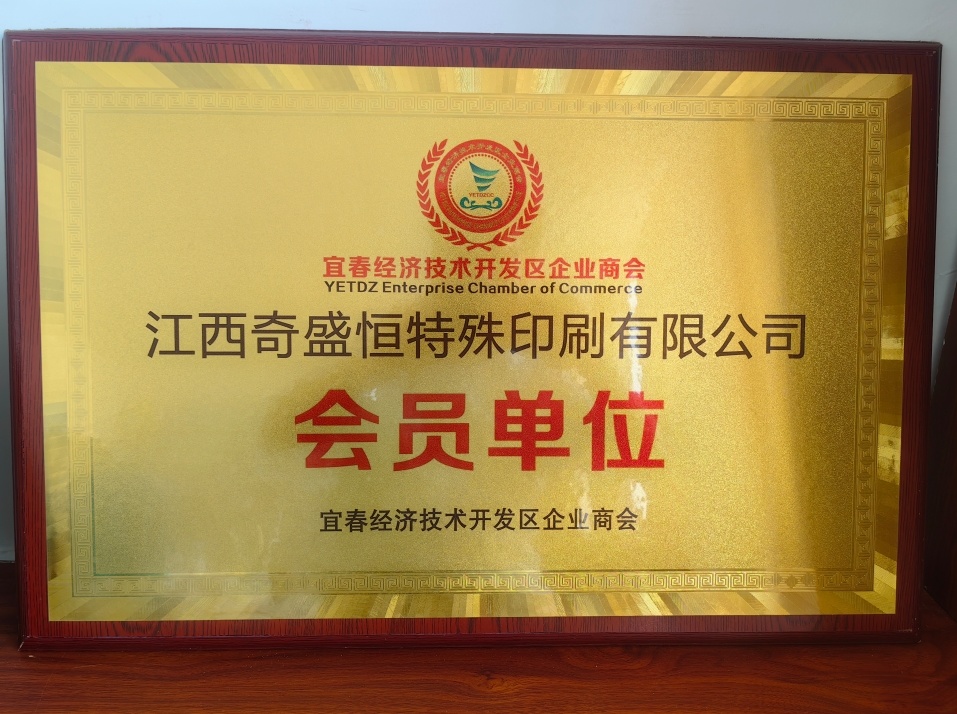 YETDZCC
宜春经济技术开发区企业商会
YETDZ Enterprise Chamber of Commerce
江西奇盛恒特殊印刷有限公司
会员单位
宜春经济技术开发区企业商会